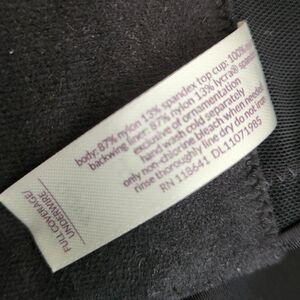 body: 87% nylon 13% spandex top cup: 100%
backwing liner: 87% nylon 13% lycra® spandex
exclusive of ornamentation
hand wash cold separately
only non-chlorine bleach when needed
rinse thoroughly line dry do not iron
RN 118641 DL11071985
FULL COVERAGE/
UNDERWIRE